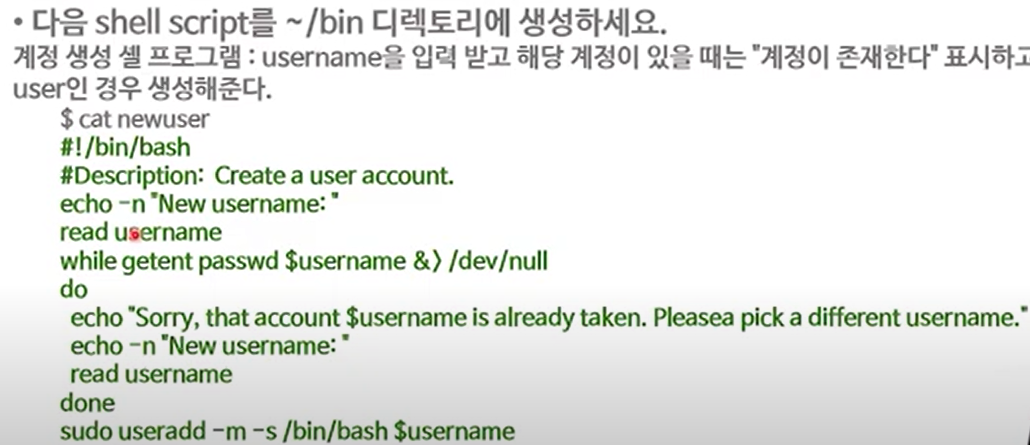 • 다음 shell script를 ~/bin 디렉토리에 생성하세요.
계정 생성 셸 프로그램 : username을 입력 받고 해당 계정이 있을 때는 "계정이 존재한다" 표시하고
user인 경우 생성해준다.
$ cat newuser
#!/bin/bash
#Description: Create a user account.
echo -n "New username: "
read username
while getent passwd $username &> /dev/null
do
echo "Sorry, that account $username is already taken. Pleasea pick a different username."
echo -n "New username: "
read username
done
sudo useradd -m -s /bin/bash $username